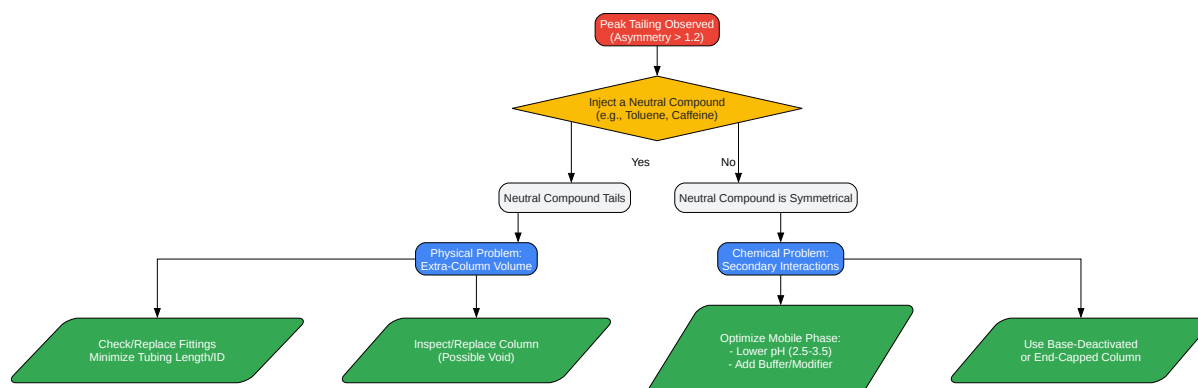 Peak Tailing Observed
(Asymmetry > 1.2)
Inject a Neutral Compound
(e.g., Toluene, Caffeine)
Yes
No
Neutral Compound Tails
Neutral Compound is Symmetrical
Physical Problem:
Extra-Column Volume
Chemical Problem:
Secondary Interactions
Check/Replace Fittings
Minimize Tubing Length/ID
Inspect/Replace Column
(Possible Void)
Optimize Mobile Phase:
- Lower pH (2.5-3.5)
- Add Buffer/Modifier
Use Base-Deactivated
or End-Capped Column